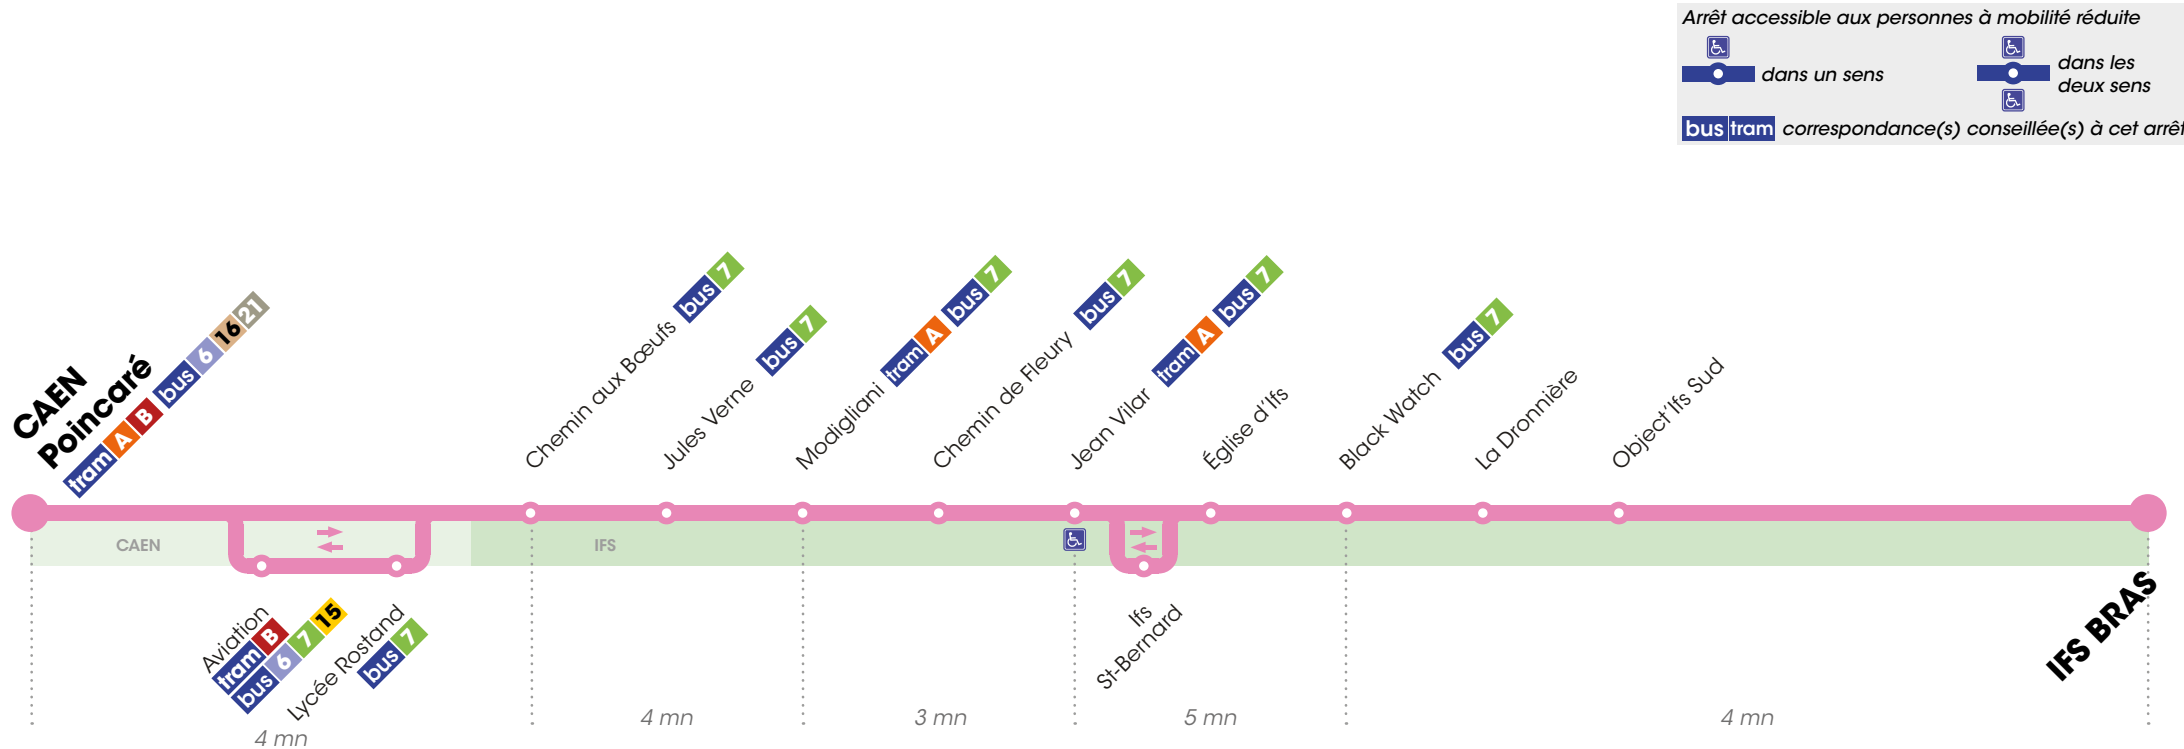 Arrêt accessible aux personnes à mobilité réduite
dans un sens
dans les
deux sens
bus tram correspondance(s) conseillée(s) à cet arrêt
CAEN
Poincaré
tram A B bus 6 16 21
Chemin aux Bœufs bus 7
Jules Verne bus 7
Modigliani tram A bus 7
Chemin de Fleury bus 7
Jean Vilar tram A bus 7
Église d'Ifs
Black Watch bus 7
La Dronnière
Object'Ifs Sud
CAEN
IFS
Aviation
tram B
bus 6 7 15
Lycée Rostand
bus 7
Ifs
St-Bernard
IFS BRAS
4 mn
4 mn
3 mn
5 mn
4 mn